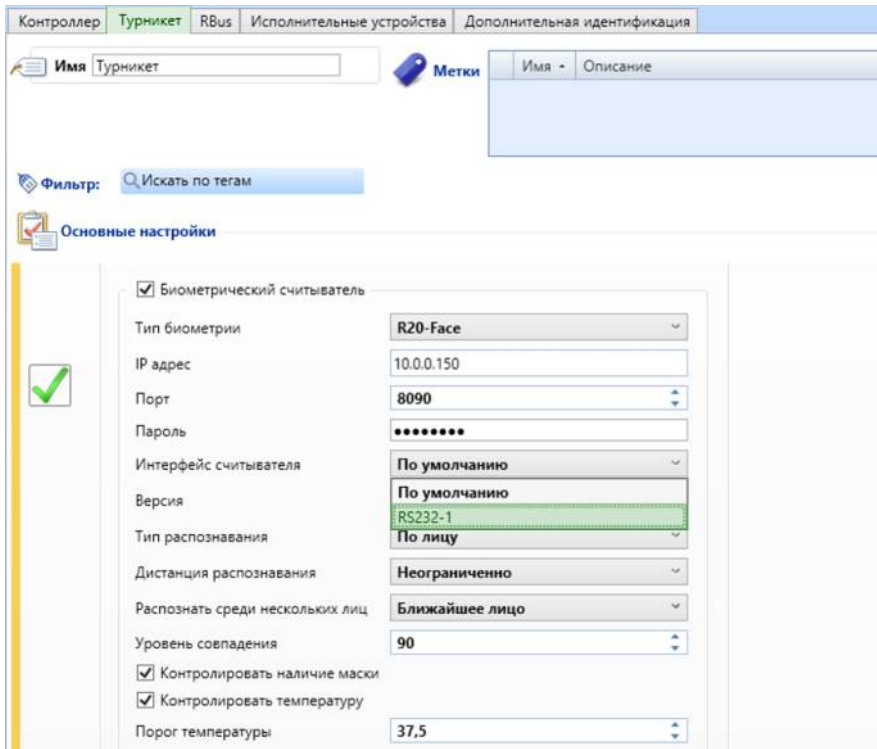 Контроллер Турникет RBus Исполнительные устройства Дополнительная идентификация
Имя Турникет Метки Имя Описание
Фильтр: Искать по тегам
Основные настройки
Биометрический считыватель
Тип биометрии R20-Face
IP адрес 10.0.0.150
Порт 8090
Пароль ●●●●●●●●
Интерфейс считывателя По умолчанию
По умолчанию
Версия
RS232-1
Тип распознавания По лицу
Дистанция распознавания Неограниченно
Распознать среди нескольких лиц Ближайшее лицо
Уровень совпадения 90
Контролировать наличие маски
Контролировать температуру
Порог температуры 37,5